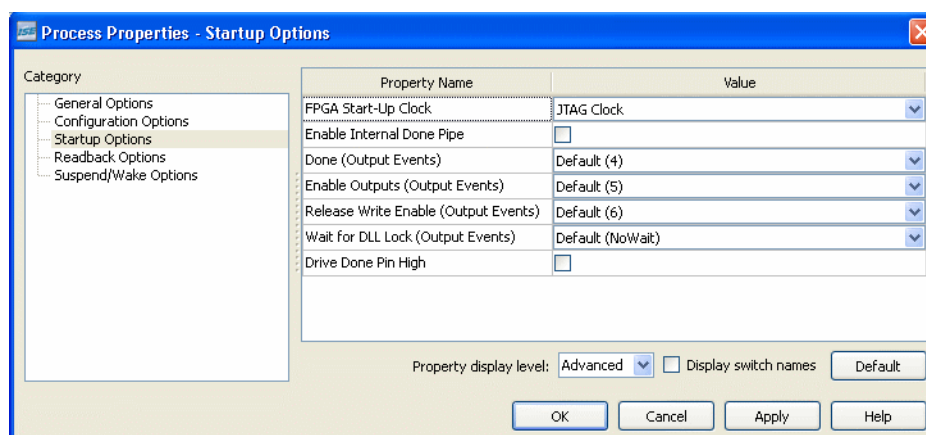 ISE Process Properties - Startup Options
Category
General Options
Configuration Options
Startup Options
Readback Options
Suspend/Wake Options
Property Name Value
FPGA Start-Up Clock JTAG Clock
Enable Internal Done Pipe
Done (Output Events) Default (4)
Enable Outputs (Output Events) Default (5)
Release Write Enable (Output Events) Default (6)
Wait for DLL Lock (Output Events) Default (NoWait)
Drive Done Pin High
Property display level: Advanced Display switch names Default
OK Cancel Apply Help